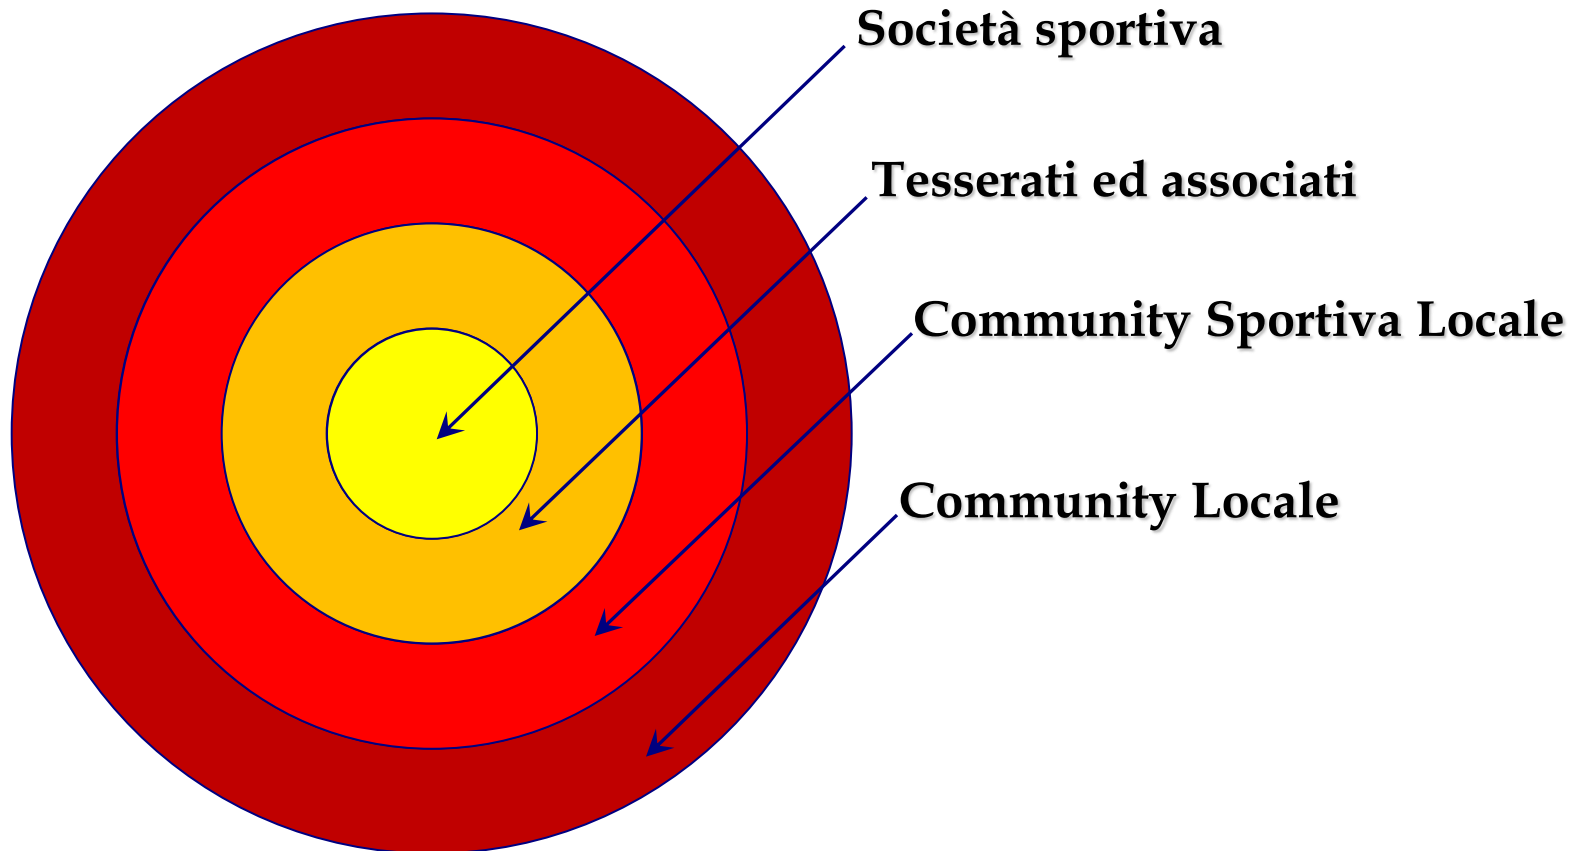 Società sportiva
Tesserati ed associati
Community Sportiva Locale
Community Locale